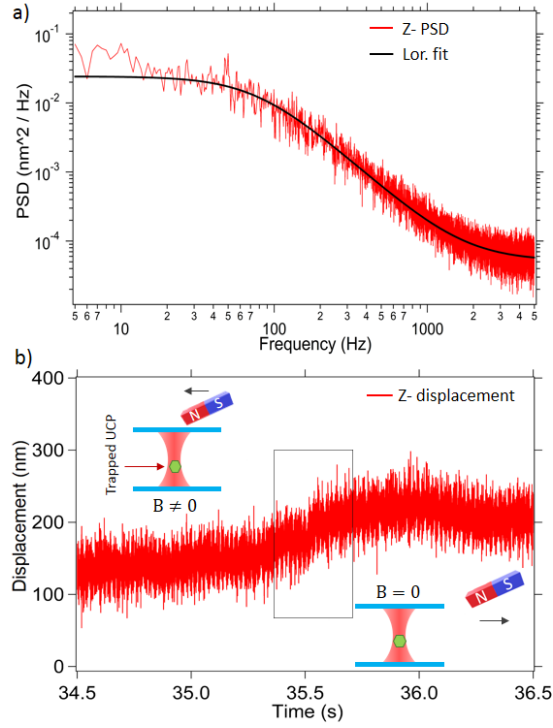 a)
10^-1
10^-2
10^-3
10^-4
PSD (nm^2 / Hz)
Z- PSD
Lor. fit
5 6 7 10 2 3 4 5 6 7 100 2 3 4 5 6 7 1000 2 3 4 5
Frequency (Hz)
b)
400
300
200
100
0
Displacement (nm)
Z- displacement
N S
Trapped UCP
B ≠ 0
B = 0
N S
34.5 35.0 35.5 36.0 36.5
Time (s)